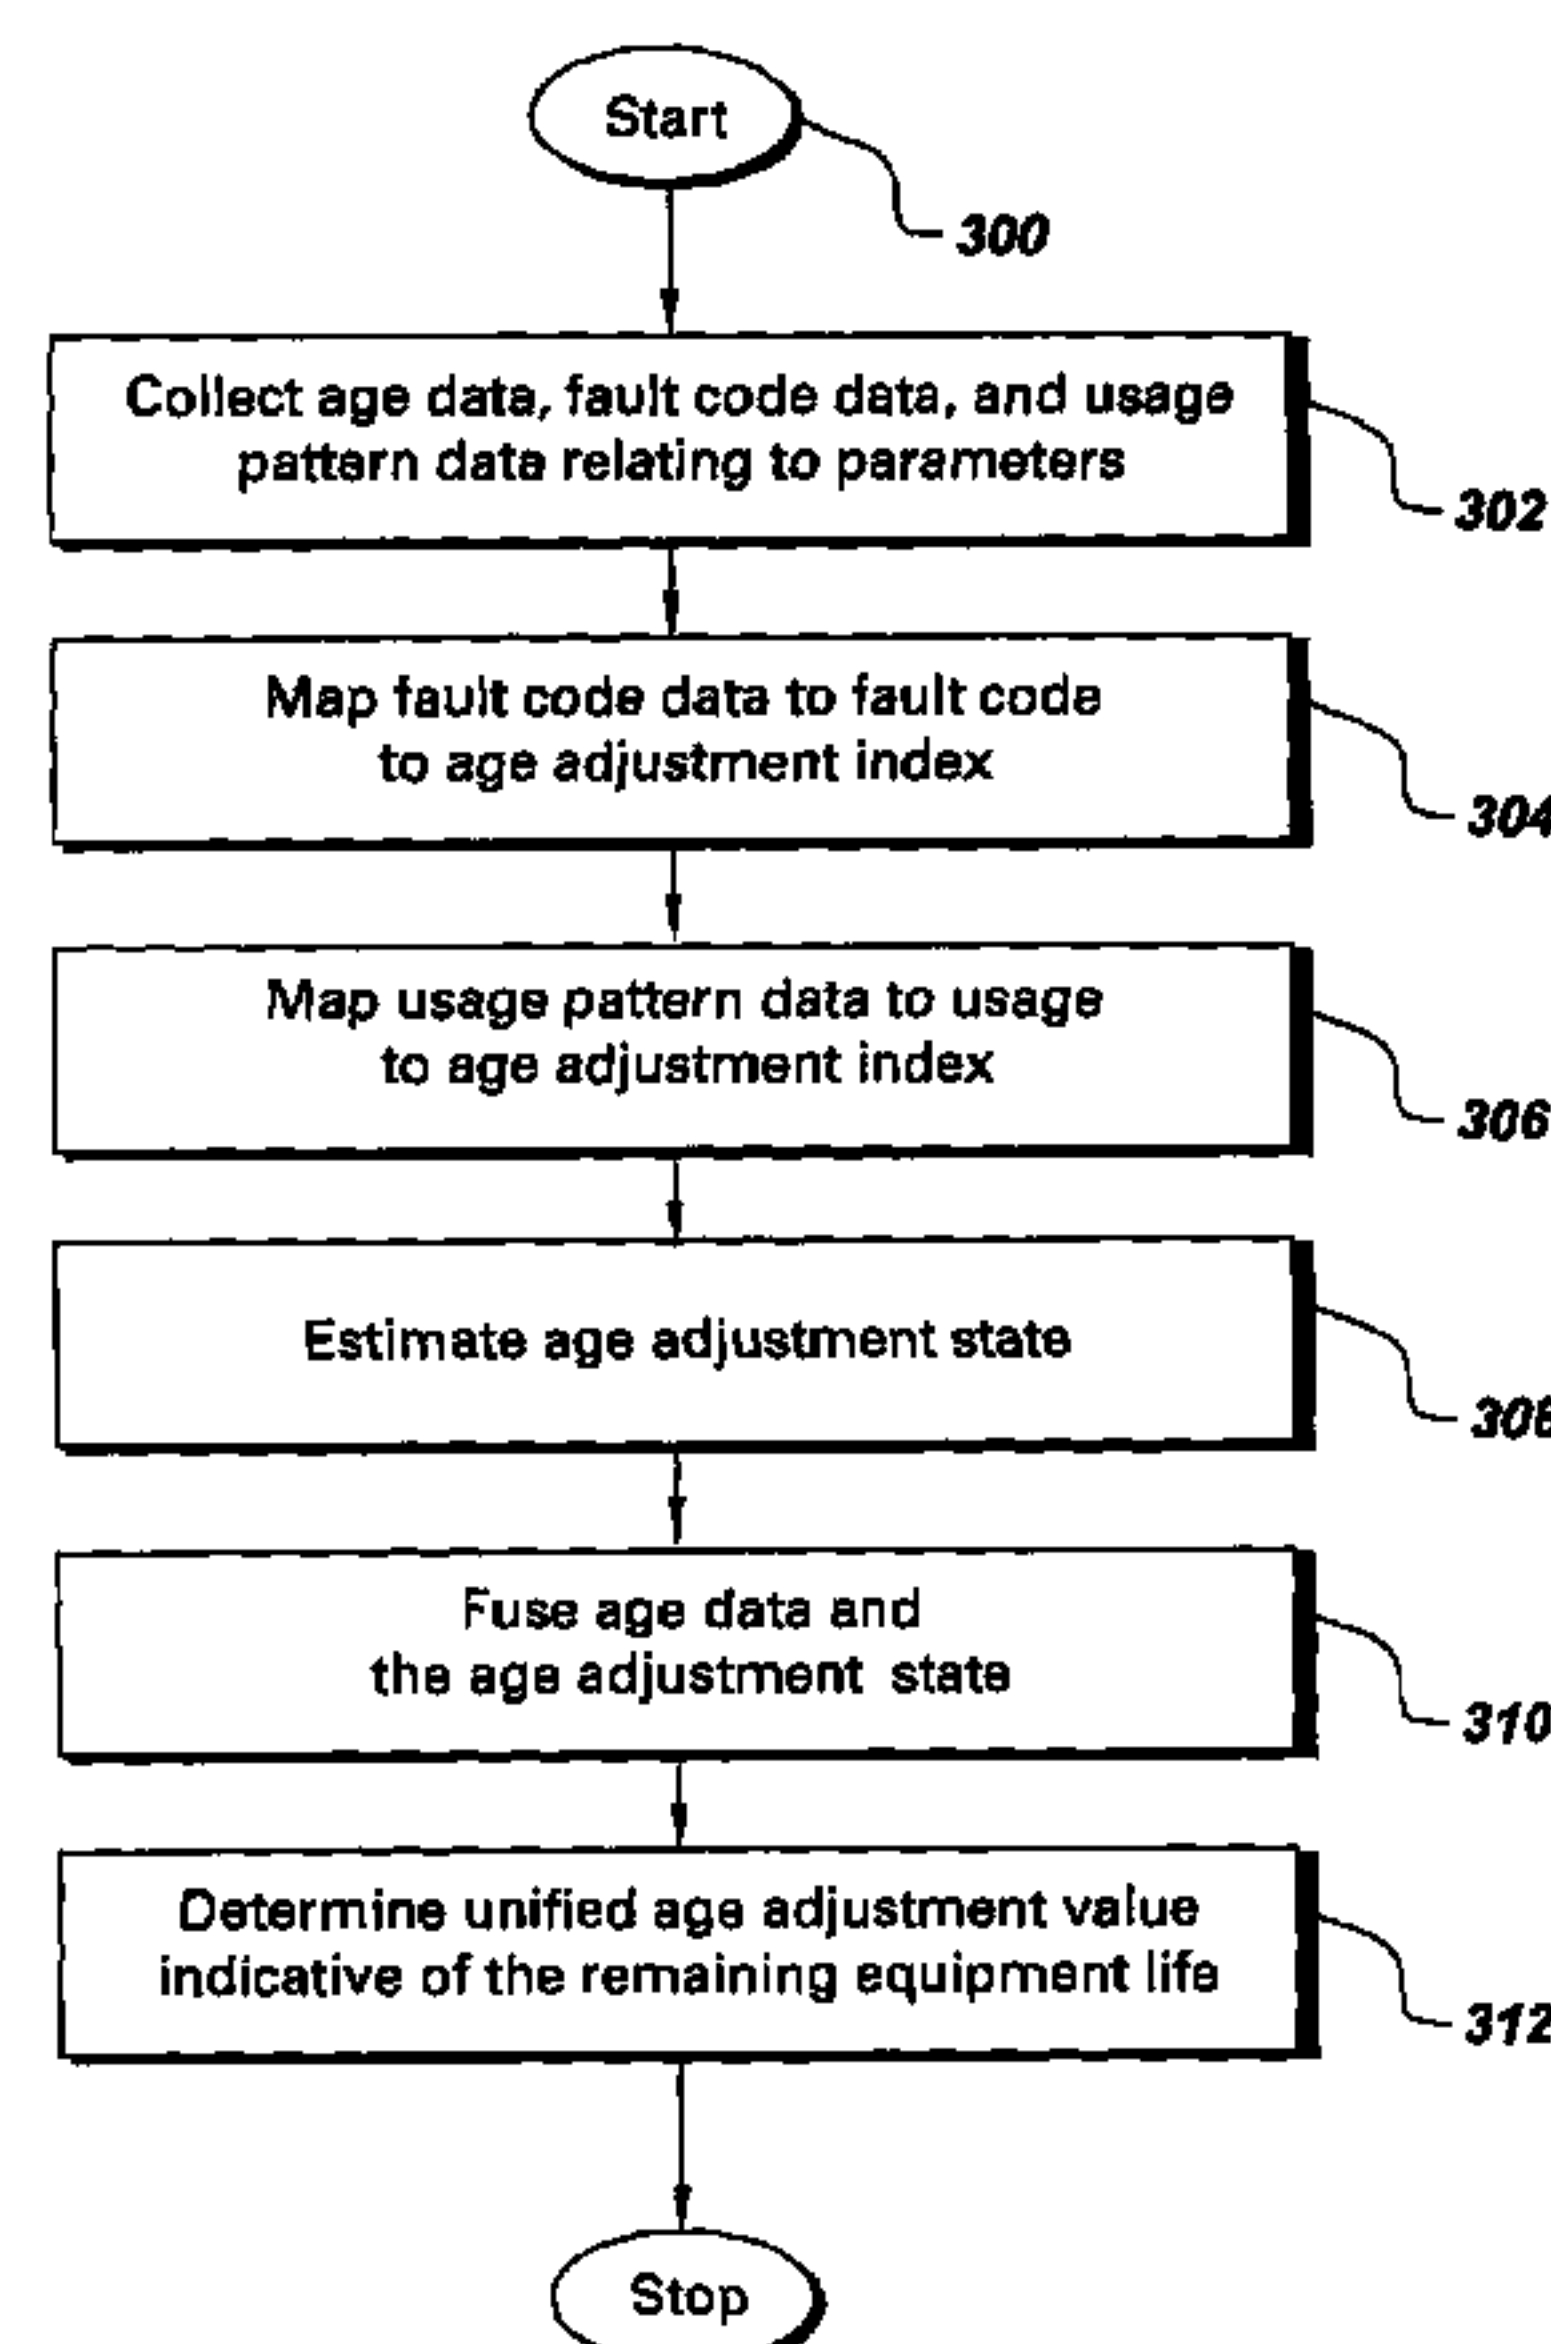 Start
300
Collect age data, fault code data, and usage
pattern data relating to parameters
302
Map fault code data to fault code
to age adjustment index
304
Map usage pattern data to usage
to age adjustment index
306
Estimate age adjustment state
308
Fuse age data and
the age adjustment state
310
Determine unified age adjustment value
indicative of the remaining equipment life
312
Stop